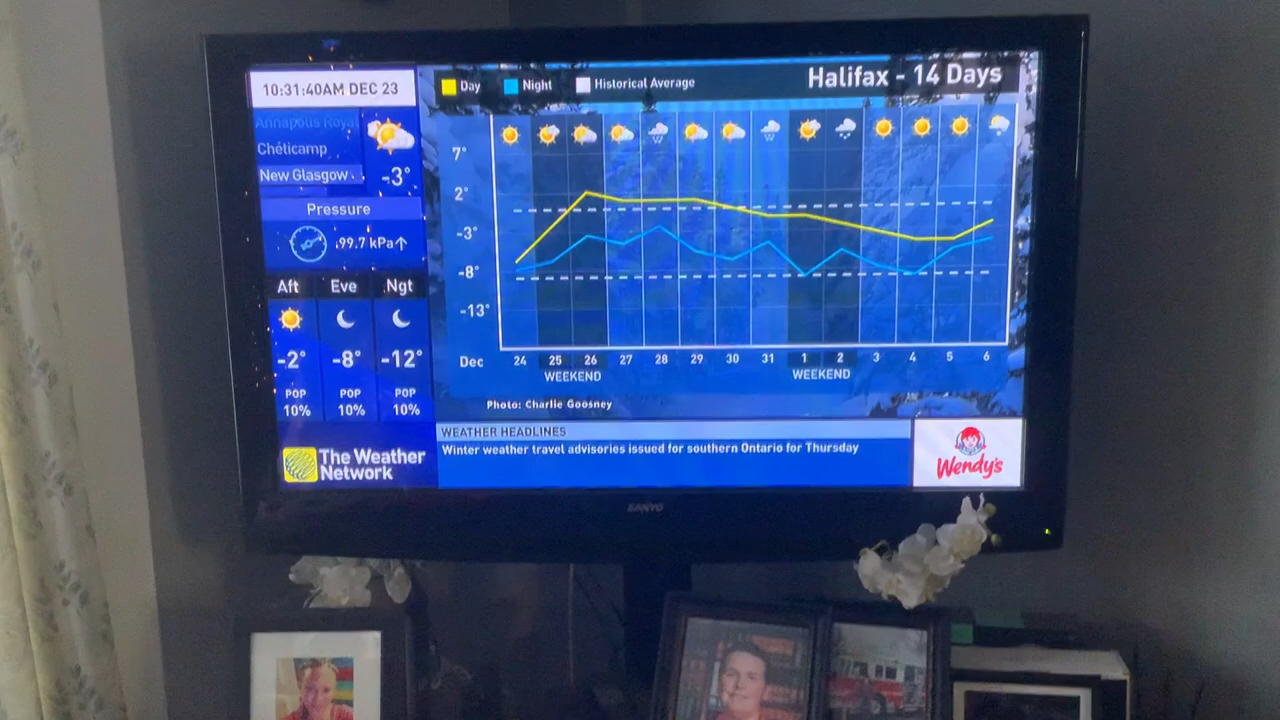 10:31:40AM DEC 23
Annapolis Royal
Chéticamp
New Glasgow
-3°
Pressure
99.7 kPa↑
Aft Eve Ngt
-2° -8° -12°
POP POP POP
10% 10% 10%
The Weather
Network
Day Night Historical Average
Halifax - 14 Days
7°
2°
-3°
-8°
-13°
Dec 24 25 26 27 28 29 30 31 1 2 3 4 5 6
WEEKEND WEEKEND
Photo: Charlie Goosney
WEATHER HEADLINES
Winter weather travel advisories issued for southern Ontario for Thursday
Wendy's
SANYO